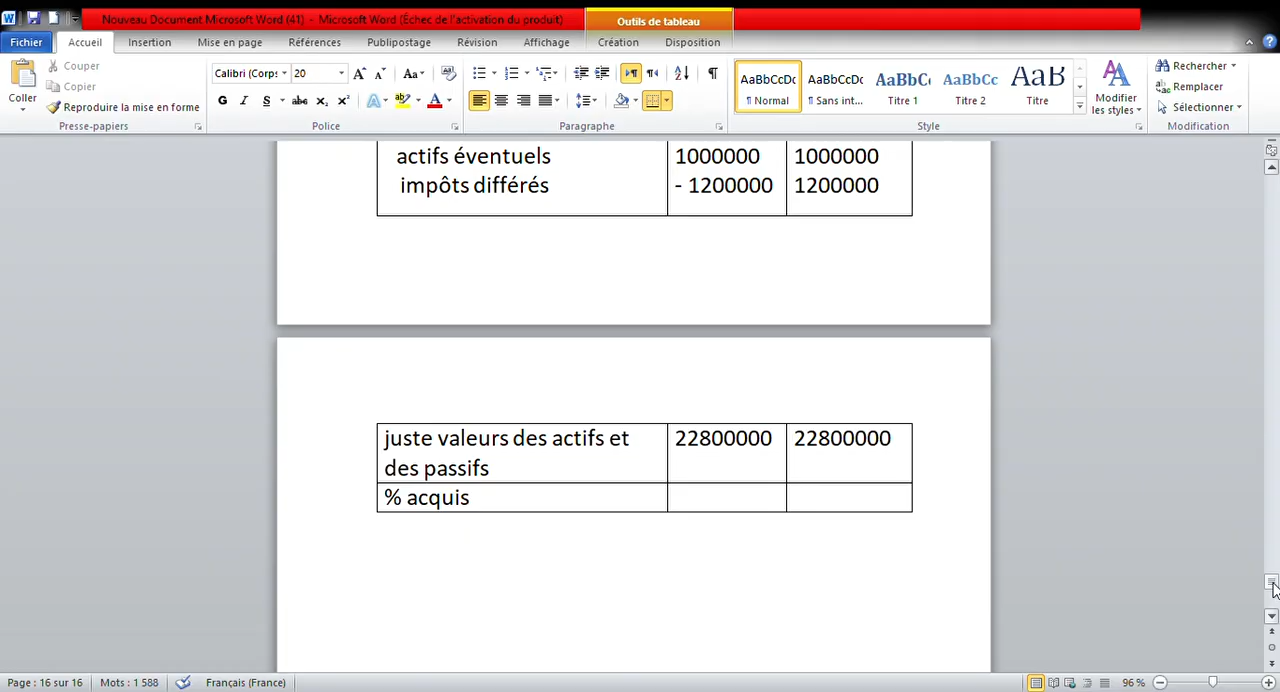 Nouveau Document Microsoft Word (41) - Microsoft Word (Échec de l'activation du produit)
Outils de tableau
Fichier Accueil Insertion Mise en page Références Publipostage Révision Affichage Création Disposition
Coller
Couper
Copier
Reproduire la mise en forme
Presse-papiers
Calibri (Corps 20
G I S abc x₂ x²
Police
Paragraphe
AaBbCcDc AaBbCcDc AaBbC AaBbCc AaB
¶ Normal ¶ Sans int... Titre 1 Titre 2 Titre
Modifier
les styles
Style
Rechercher
Remplacer
Sélectionner
Modification
actifs éventuels 1000000 1000000
impôts différés - 1200000 1200000
juste valeurs des actifs et 22800000 22800000
des passifs
% acquis
Page : 16 sur 16 Mots : 1 588 Français (France) 96 %